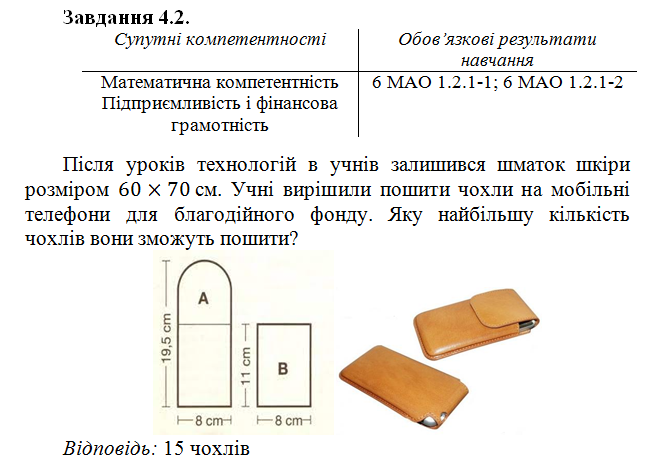 Завдання 4.2.
Супутні компетентності
Обов’язкові результати
навчання
Математична компетентність
Підприємливість і фінансова
грамотність
6 МАО 1.2.1-1; 6 МАО 1.2.1-2
Після уроків технологій в учнів залишився шматок шкіри
розміром 60 × 70 см. Учні вирішили пошити чохли на мобільні
телефони для благодійного фонду. Яку найбільшу кількість
чохлів вони зможуть пошити?
A
19,5 cm
8 cm
11 cm
B
8 cm
Відповідь: 15 чохлів